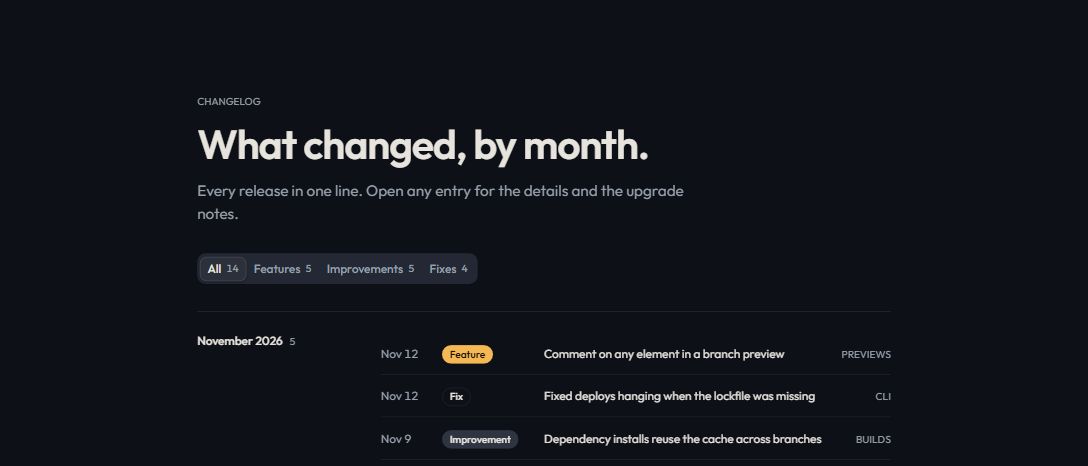 CHANGELOG
What changed, by month.
Every release in one line. Open any entry for the details and the upgrade
notes.
All 14 Features 5 Improvements 5 Fixes 4
November 2026 5
Nov 12 Feature Comment on any element in a branch preview PREVIEWS
Nov 12 Fix Fixed deploys hanging when the lockfile was missing CLI
Nov 9 Improvement Dependency installs reuse the cache across branches BUILDS